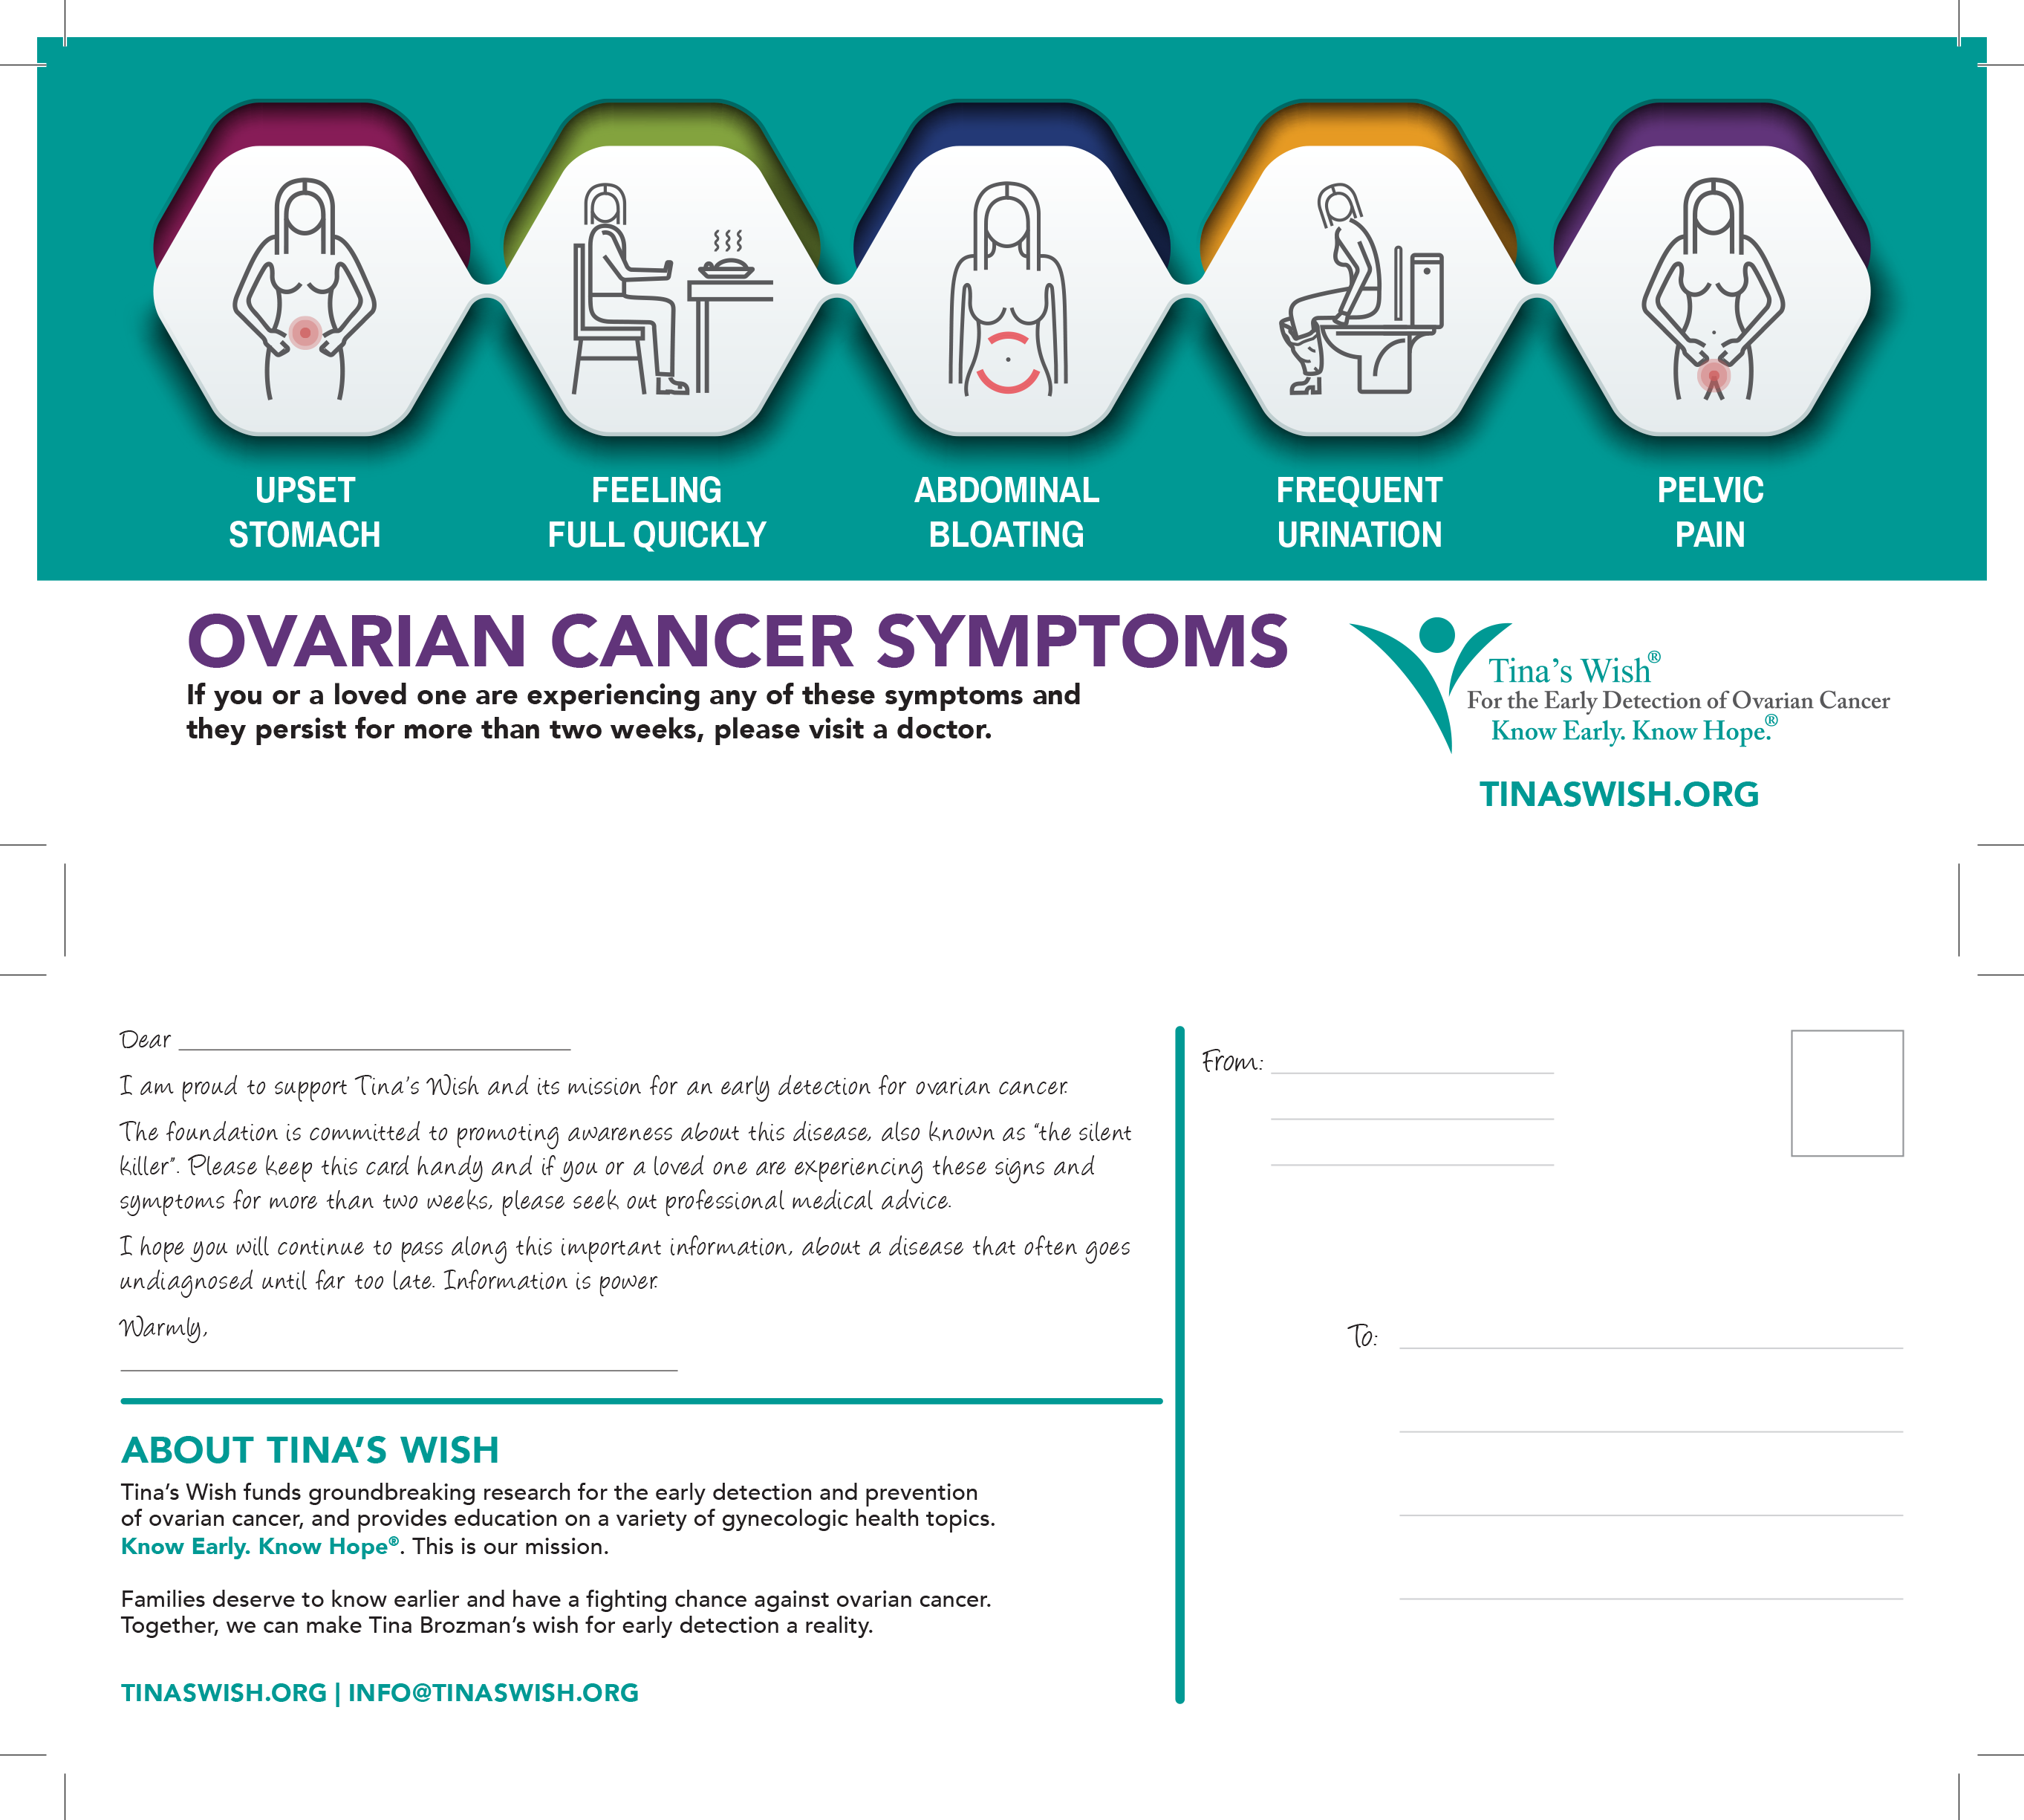 UPSET
STOMACH
FEELING
FULL QUICKLY
ABDOMINAL
BLOATING
FREQUENT
URINATION
PELVIC
PAIN
OVARIAN CANCER SYMPTOMS
If you or a loved one are experiencing any of these symptoms and
they persist for more than two weeks, please visit a doctor.
Tina's Wish®
For the Early Detection of Ovarian Cancer
Know Early. Know Hope.®
TINASWISH.ORG
Dear
I am proud to support Tina's Wish and its mission for an early detection for ovarian cancer.
The foundation is committed to promoting awareness about this disease, also known as "the silent
killer". Please keep this card handy and if you or a loved one are experiencing these signs and
symptoms for more than two weeks, please seek out professional medical advice.
I hope you will continue to pass along this important information, about a disease that often goes
undiagnosed until far too late. Information is power.
Warmly,
ABOUT TINA'S WISH
Tina's Wish funds groundbreaking research for the early detection and prevention
of ovarian cancer, and provides education on a variety of gynecologic health topics.
Know Early. Know Hope®. This is our mission.
Families deserve to know earlier and have a fighting chance against ovarian cancer.
Together, we can make Tina Brozman's wish for early detection a reality.
TINASWISH.ORG | INFO@TINASWISH.ORG
From:
To: